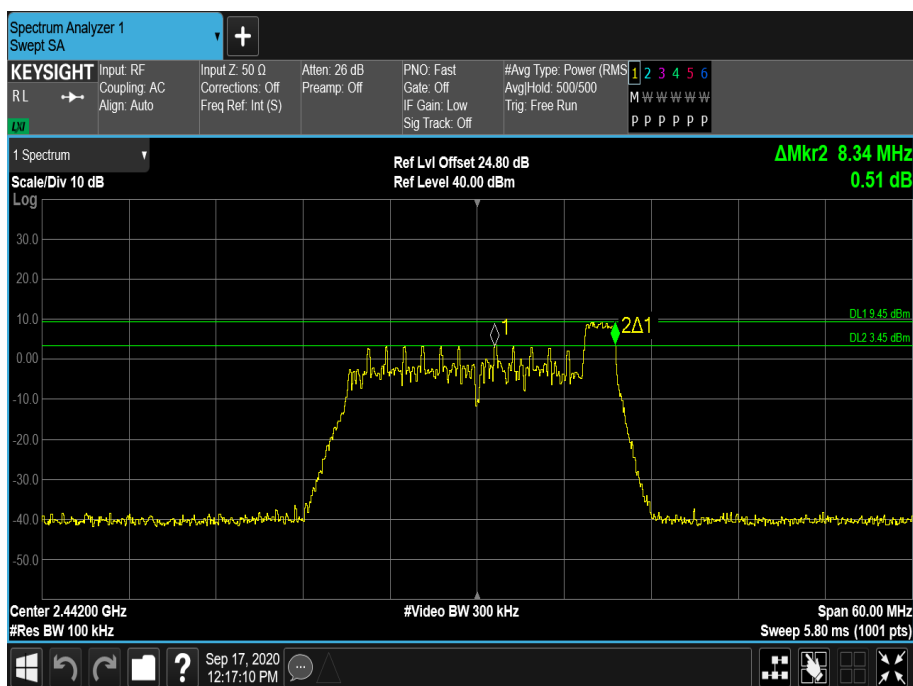 Spectrum Analyzer 1
Swept SA
+
KEYSIGHT Input: RF Input Z: 50 Ω Atten: 26 dB PNO: Fast #Avg Type: Power (RMS 1 2 3 4 5 6
R L Coupling: AC Corrections: Off Preamp: Off Gate: Off Avg|Hold: 500/500 M W W W W W
Align: Auto Freq Ref: Int (S) IF Gain: Low Trig: Free Run
LXI Sig Track: Off P P P P P P
1 Spectrum Ref Lvl Offset 24.80 dB ΔMkr2 8.34 MHz
Scale/Div 10 dB Ref Level 40.00 dBm 0.51 dB
Log
30.0
20.0
10.0
DL1 9.45 dBm
1
2Δ1
DL2 3.45 dBm
0.00
-10.0
-20.0
-30.0
-40.0
-50.0
Center 2.44200 GHz #Video BW 300 kHz Span 60.00 MHz
#Res BW 100 kHz Sweep 5.80 ms (1001 pts)
? Sep 17, 2020
12:17:10 PM